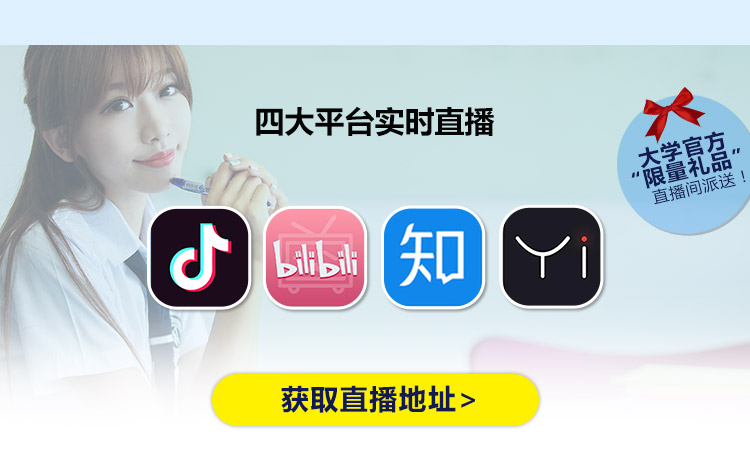 四大平台实时直播
大学官方
“限量礼品”
直播间派送！
bilibili
知
Yi
获取直播地址>